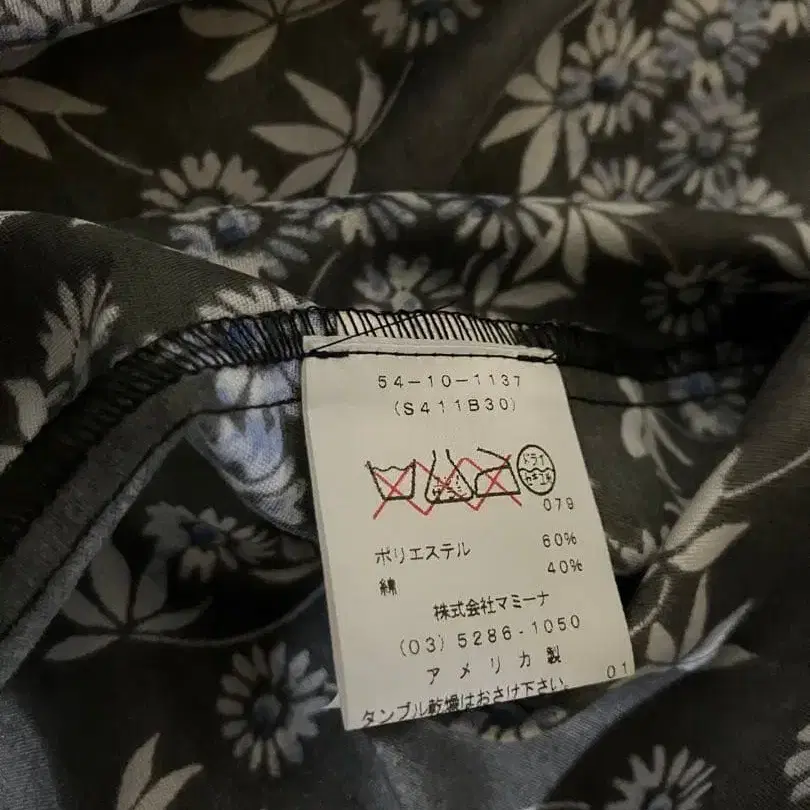 54-10-1137
(S411B30)
ドライ
079
ポリエステル 60%
綿 40%
株式会社マミーナ
(03) 5286-1050
アメリカ製
タンブル乾燥はおさけ下さい。 01